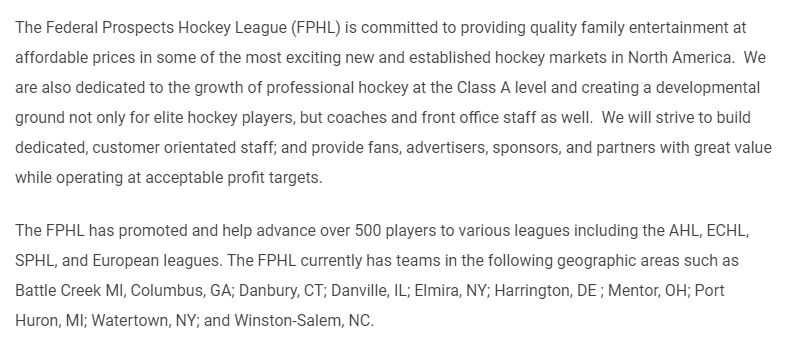 The Federal Prospects Hockey League (FPHL) is committed to providing quality family entertainment at
affordable prices in some of the most exciting new and established hockey markets in North America.  We
are also dedicated to the growth of professional hockey at the Class A level and creating a developmental
ground not only for elite hockey players, but coaches and front office staff as well.  We will strive to build
dedicated, customer orientated staff; and provide fans, advertisers, sponsors, and partners with great value
while operating at acceptable profit targets.
The FPHL has promoted and help advance over 500 players to various leagues including the AHL, ECHL,
SPHL, and European leagues. The FPHL currently has teams in the following geographic areas such as
Battle Creek MI, Columbus, GA; Danbury, CT; Danville, IL; Elmira, NY; Harrington, DE ; Mentor, OH; Port
Huron, MI; Watertown, NY; and Winston-Salem, NC.